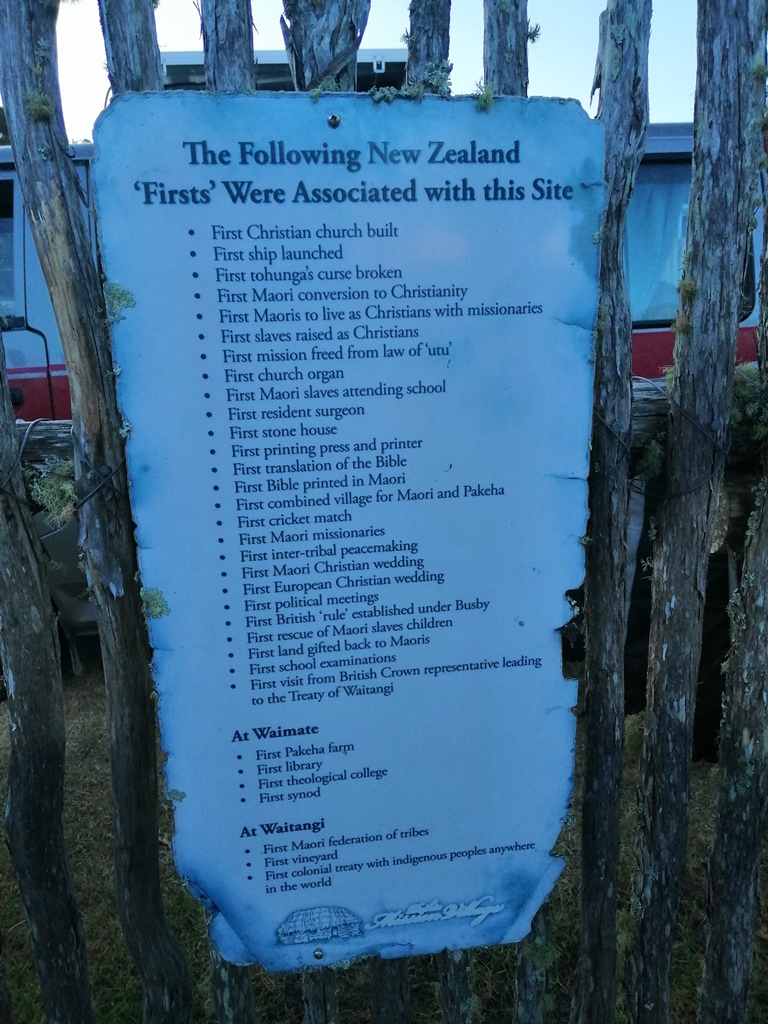 The Following New Zealand
'Firsts' Were Associated with this Site
• First Christian church built
• First ship launched
• First tohunga's curse broken
• First Maori conversion to Christianity
• First Maoris to live as Christians with missionaries
• First slaves raised as Christians
• First mission freed from law of 'utu'
• First church organ
• First Maori slaves attending school
• First resident surgeon
• First stone house
• First printing press and printer
• First translation of the Bible
• First Bible printed in Maori
• First combined village for Maori and Pakeha
• First cricket match
• First Maori missionaries
• First inter-tribal peacemaking
• First Maori Christian wedding
• First European Christian wedding
• First political meetings
• First British 'rule' established under Busby
• First rescue of Maori slaves children
• First land gifted back to Maoris
• First school examinations
• First visit from British Crown representative leading
to the Treaty of Waitangi
At Waimate
• First Pakeha farm
• First library
• First theological college
• First synod
At Waitangi
• First Maori federation of tribes
• First vineyard
• First colonial treaty with indigenous peoples anywhere
in the world